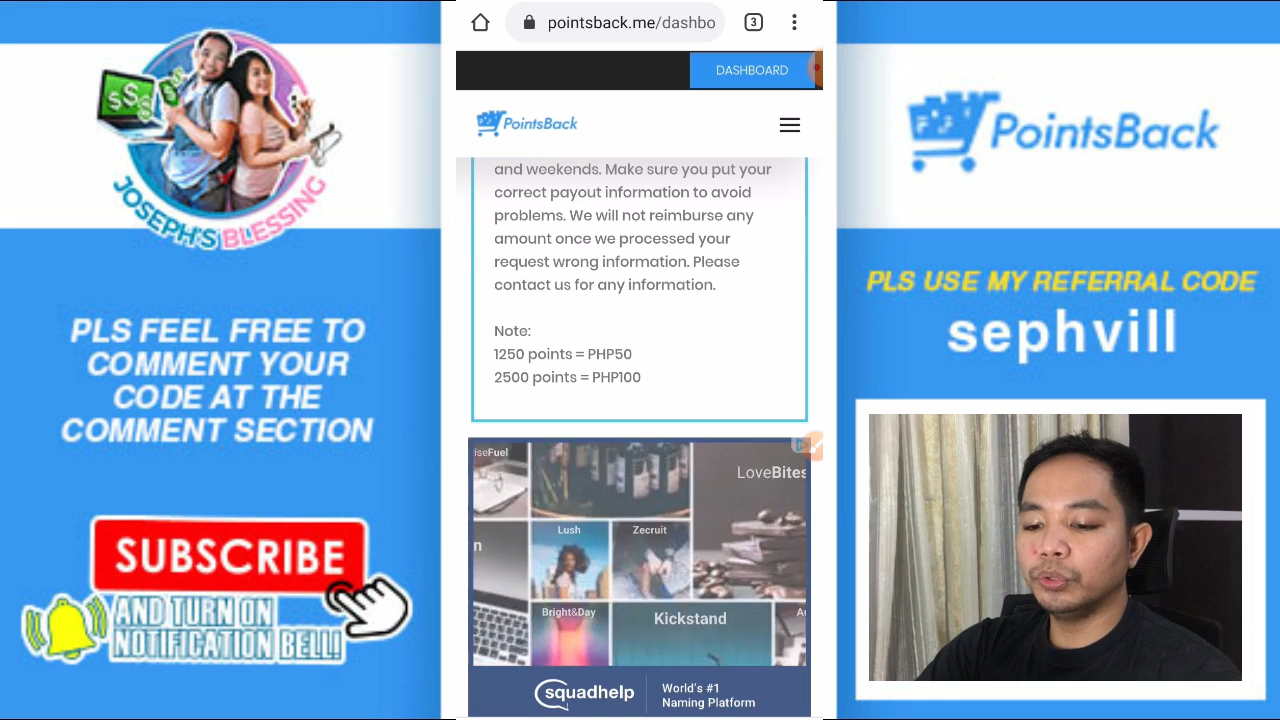 JOSEPH'S BLESSING
PLS FEEL FREE TO
COMMENT YOUR
CODE AT THE
COMMENT SECTION
SUBSCRIBE
AND TURN ON
NOTIFICATION BELL!!
pointsback.me/dashbo
3
DASHBOARD
PointsBack
and weekends. Make sure you put your
correct payout information to avoid
problems. We will not reimburse any
amount once we processed your
request wrong information. Please
contact us for any information.
Note:
1250 points = PHP50
2500 points = PHP100
iseFuel
LoveBites
Lush
Zecruit
n
Bright&Day
Kickstand
A
squadhelp
World's #1
Naming Platform
PointsBack
PLS USE MY REFERRAL CODE
sephvill